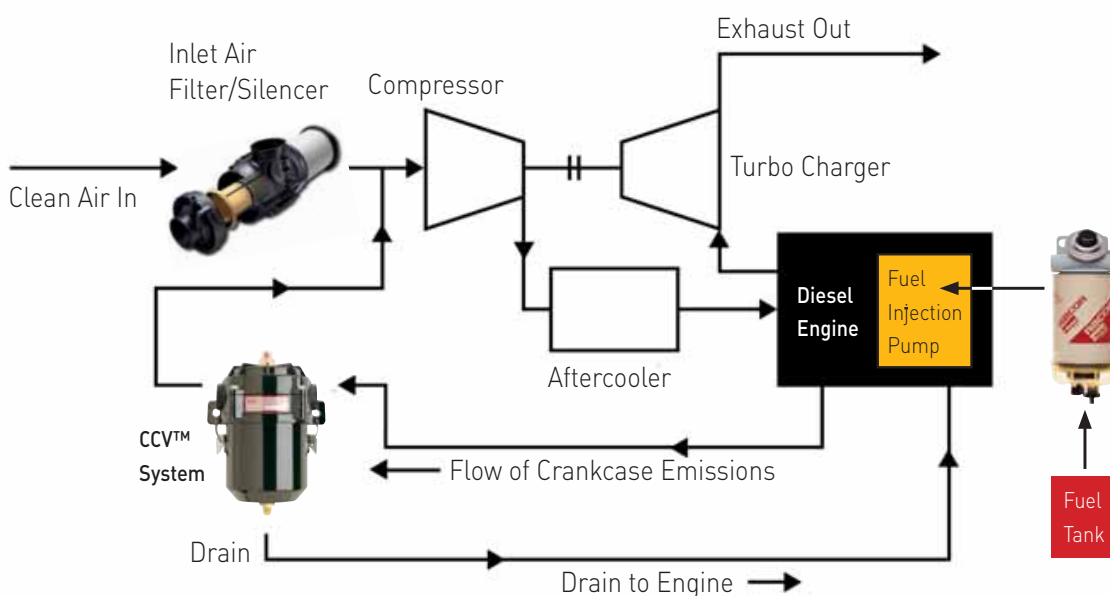 Exhaust Out
Inlet Air
Filter/Silencer
Compressor
Clean Air In
Turbo Charger
Diesel
Engine
Fuel
Injection
Pump
Aftercooler
CCV™
System
Flow of Crankcase Emissions
Fuel
Tank
Drain
Drain to Engine